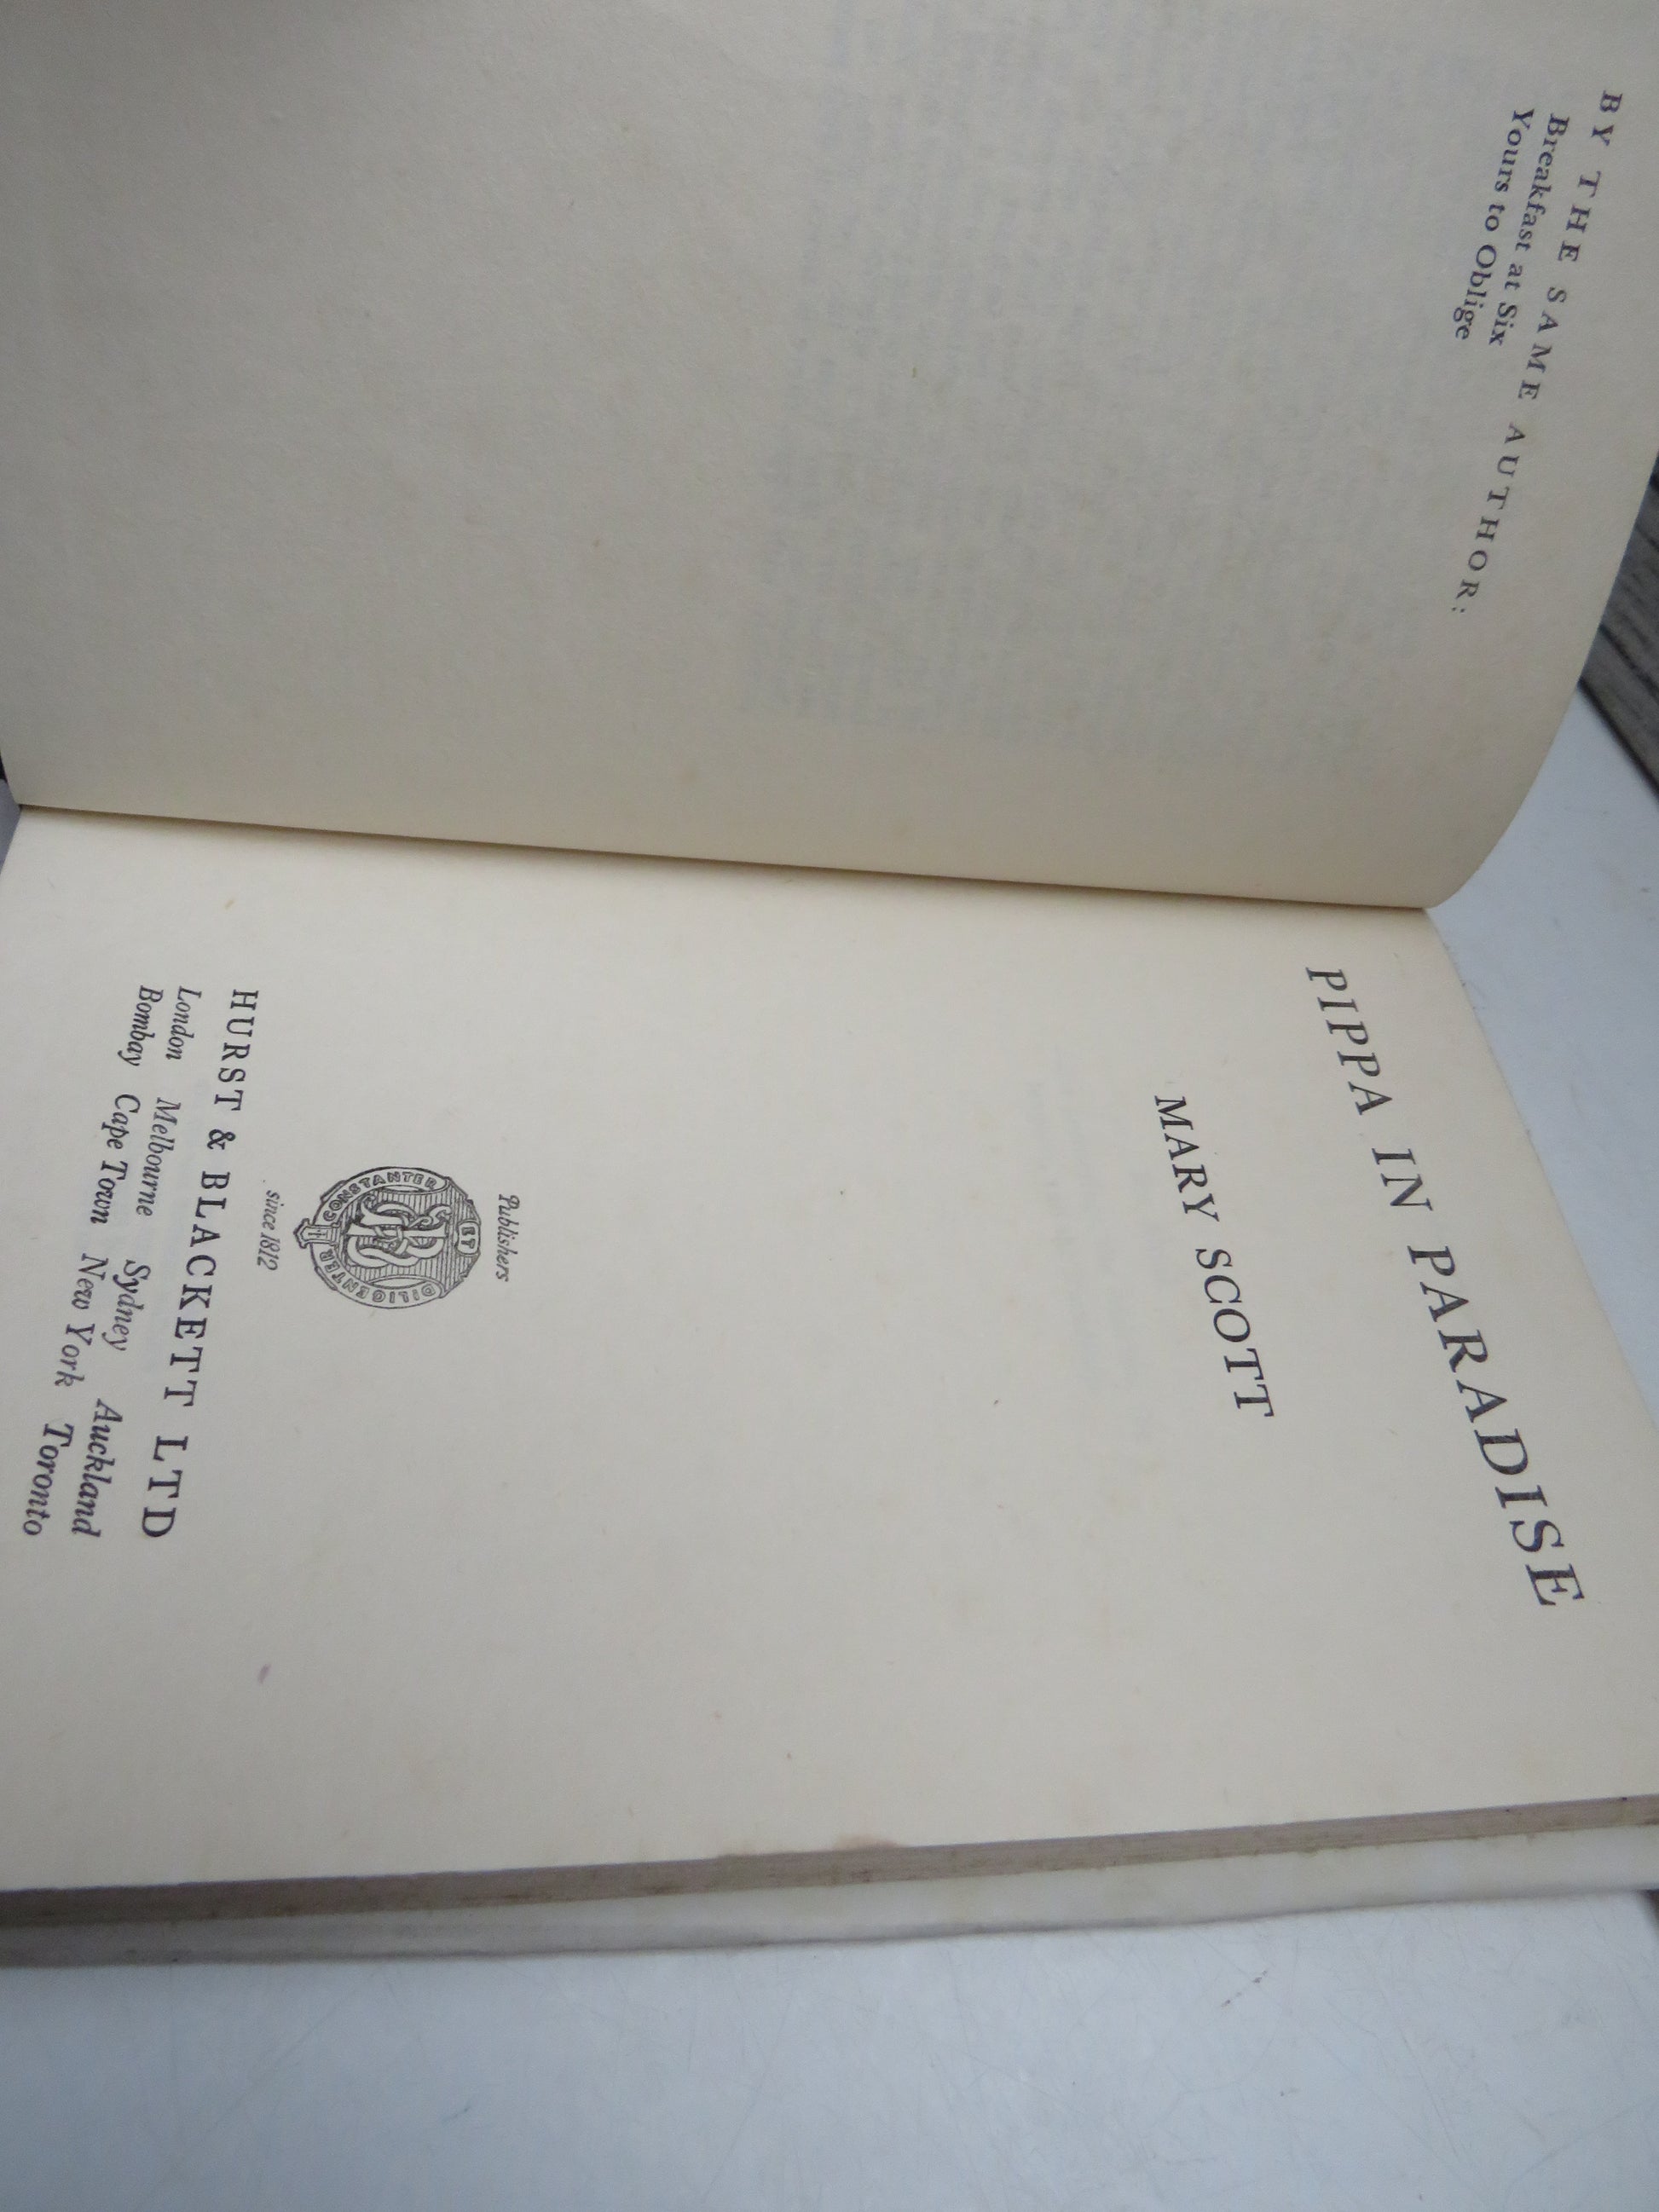 BY THE SAME AUTHOR:
Breakfast at Six
Yours to Oblige
PIPPA IN PARADISE
MARY SCOTT
Publishers
CONSTANTER ET DILIGENTER
since 1812
HURST & BLACKETT LTD
London Melbourne Sydney Auckland
Bombay Cape Town New York Toronto